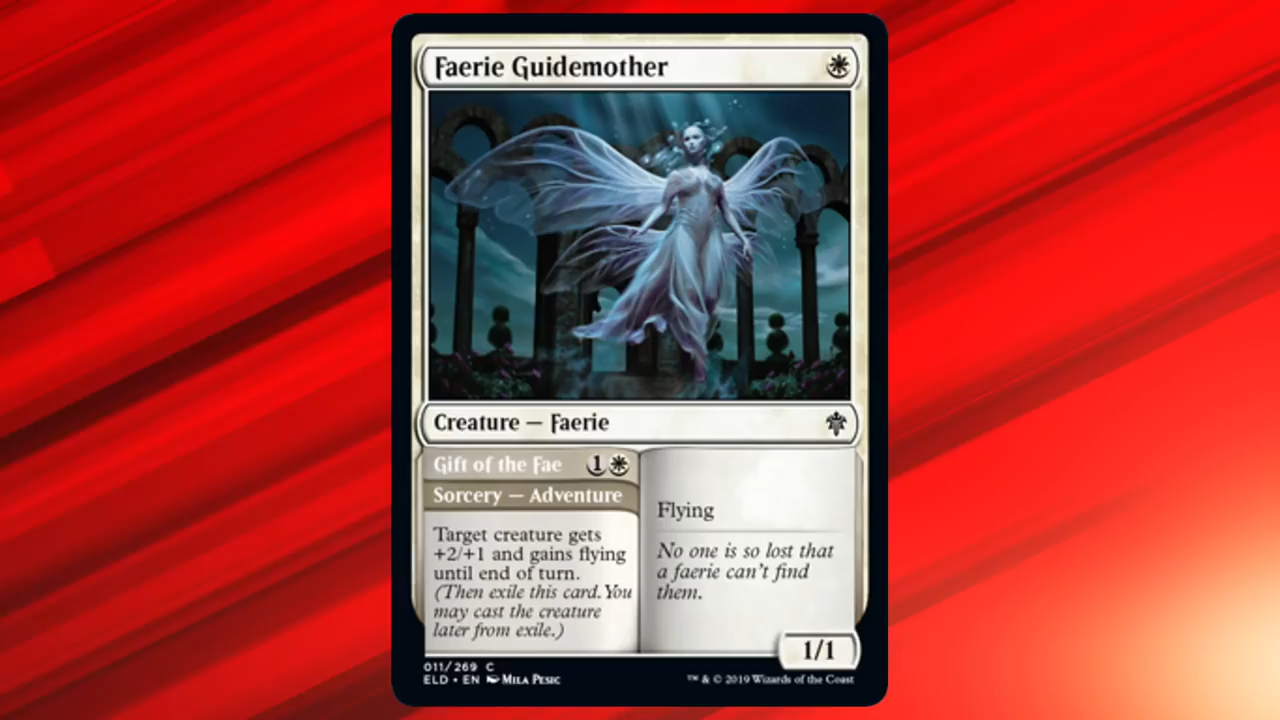 Faerie Guidemother
Creature — Faerie
Gift of the Fae 1
Sorcery — Adventure
Target creature gets
+2/+1 and gains flying
until end of turn.
(Then exile this card. You
may cast the creature
later from exile.)
Flying
No one is so lost that
a faerie can't find
them.
1/1
011/269 C
ELD • EN Mila Pesic
™ & © 2019 Wizards of the Coast